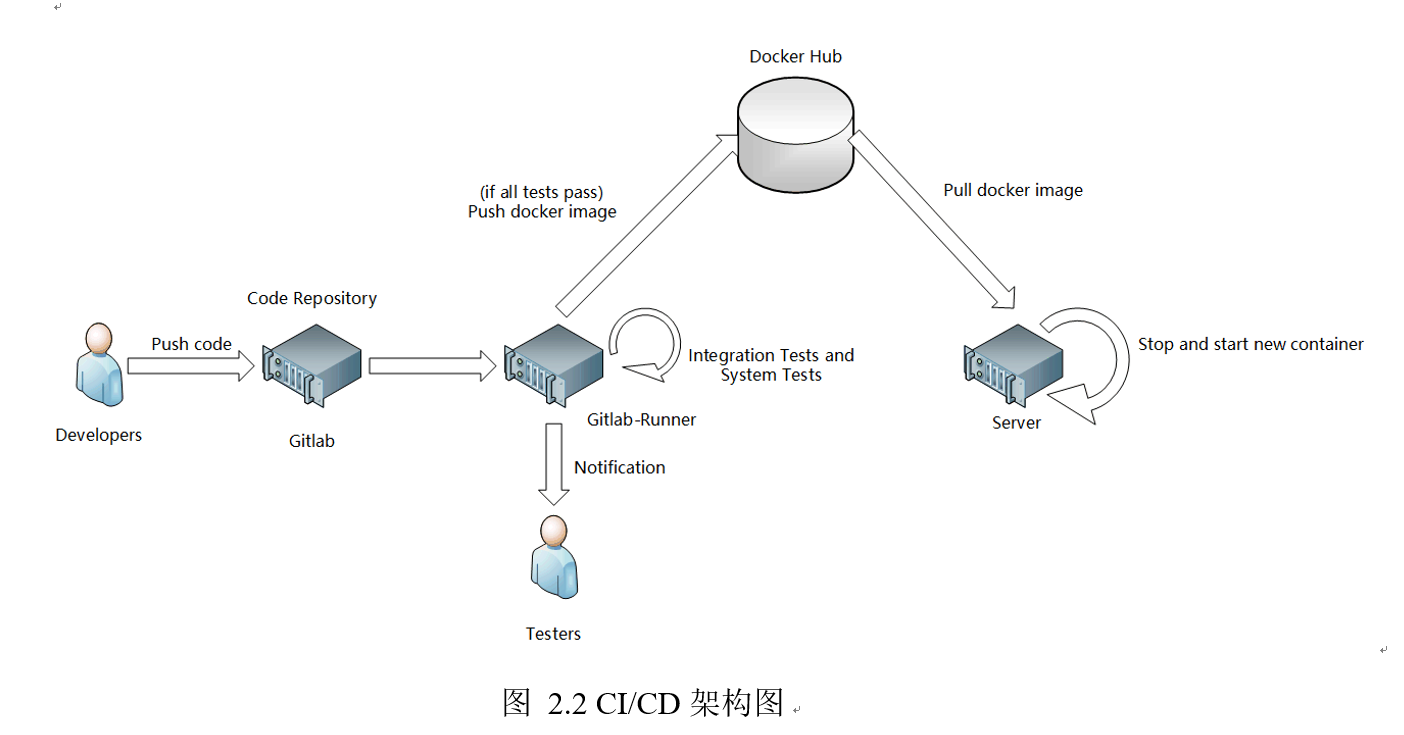 Docker Hub
(if all tests pass)
Push docker image
Pull docker image
Code Repository
Push code
Integration Tests and
System Tests
Stop and start new container
Developers
Gitlab
Gitlab-Runner
Server
Notification
Testers
图 2.2 CI/CD 架构图